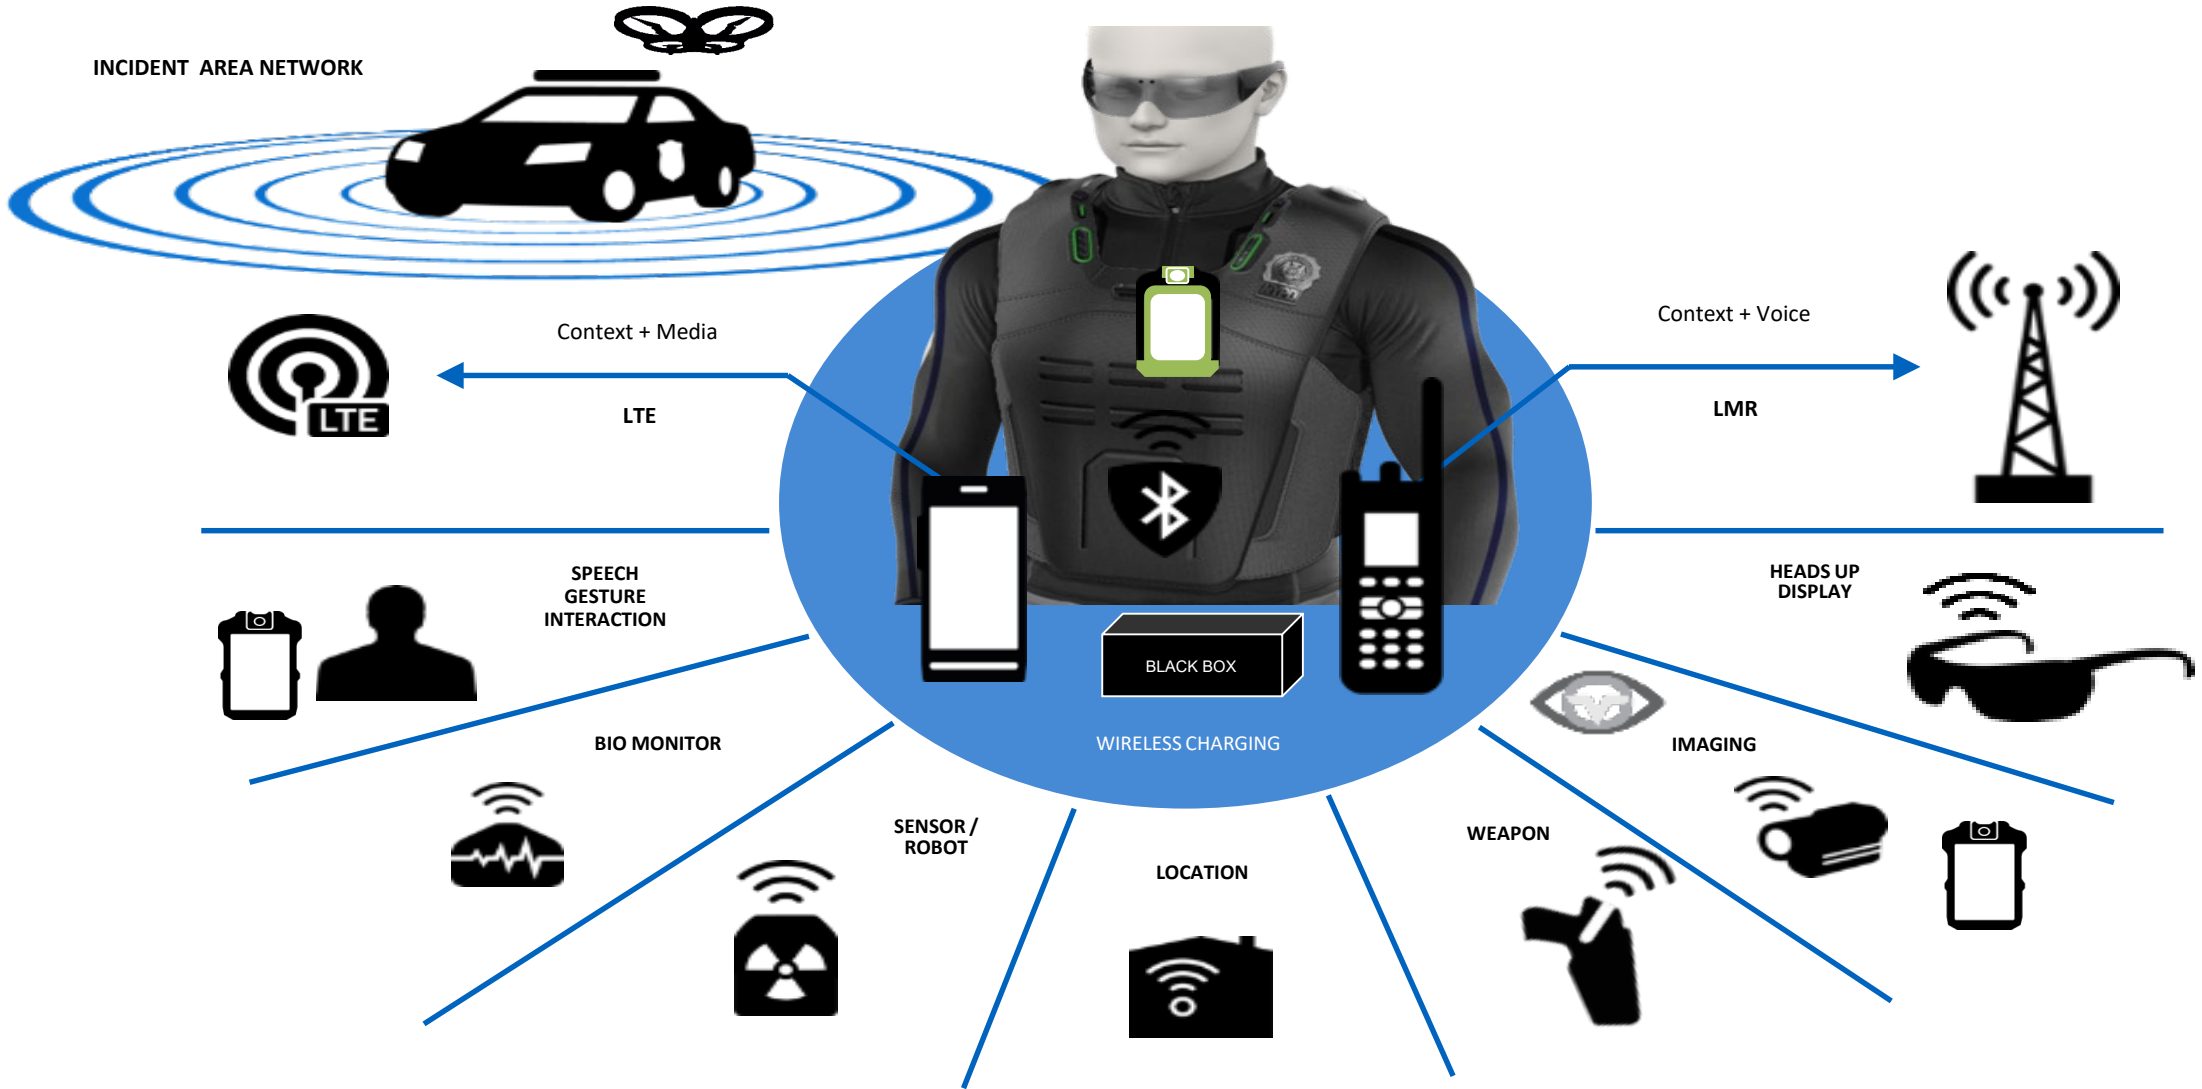 INCIDENT AREA NETWORK
Context + Media
LTE
LTE
Context + Voice
LMR
SPEECH
GESTURE
INTERACTION
HEADS UP
DISPLAY
BLACK BOX
WIRELESS CHARGING
BIO MONITOR
IMAGING
SENSOR /
ROBOT
WEAPON
LOCATION